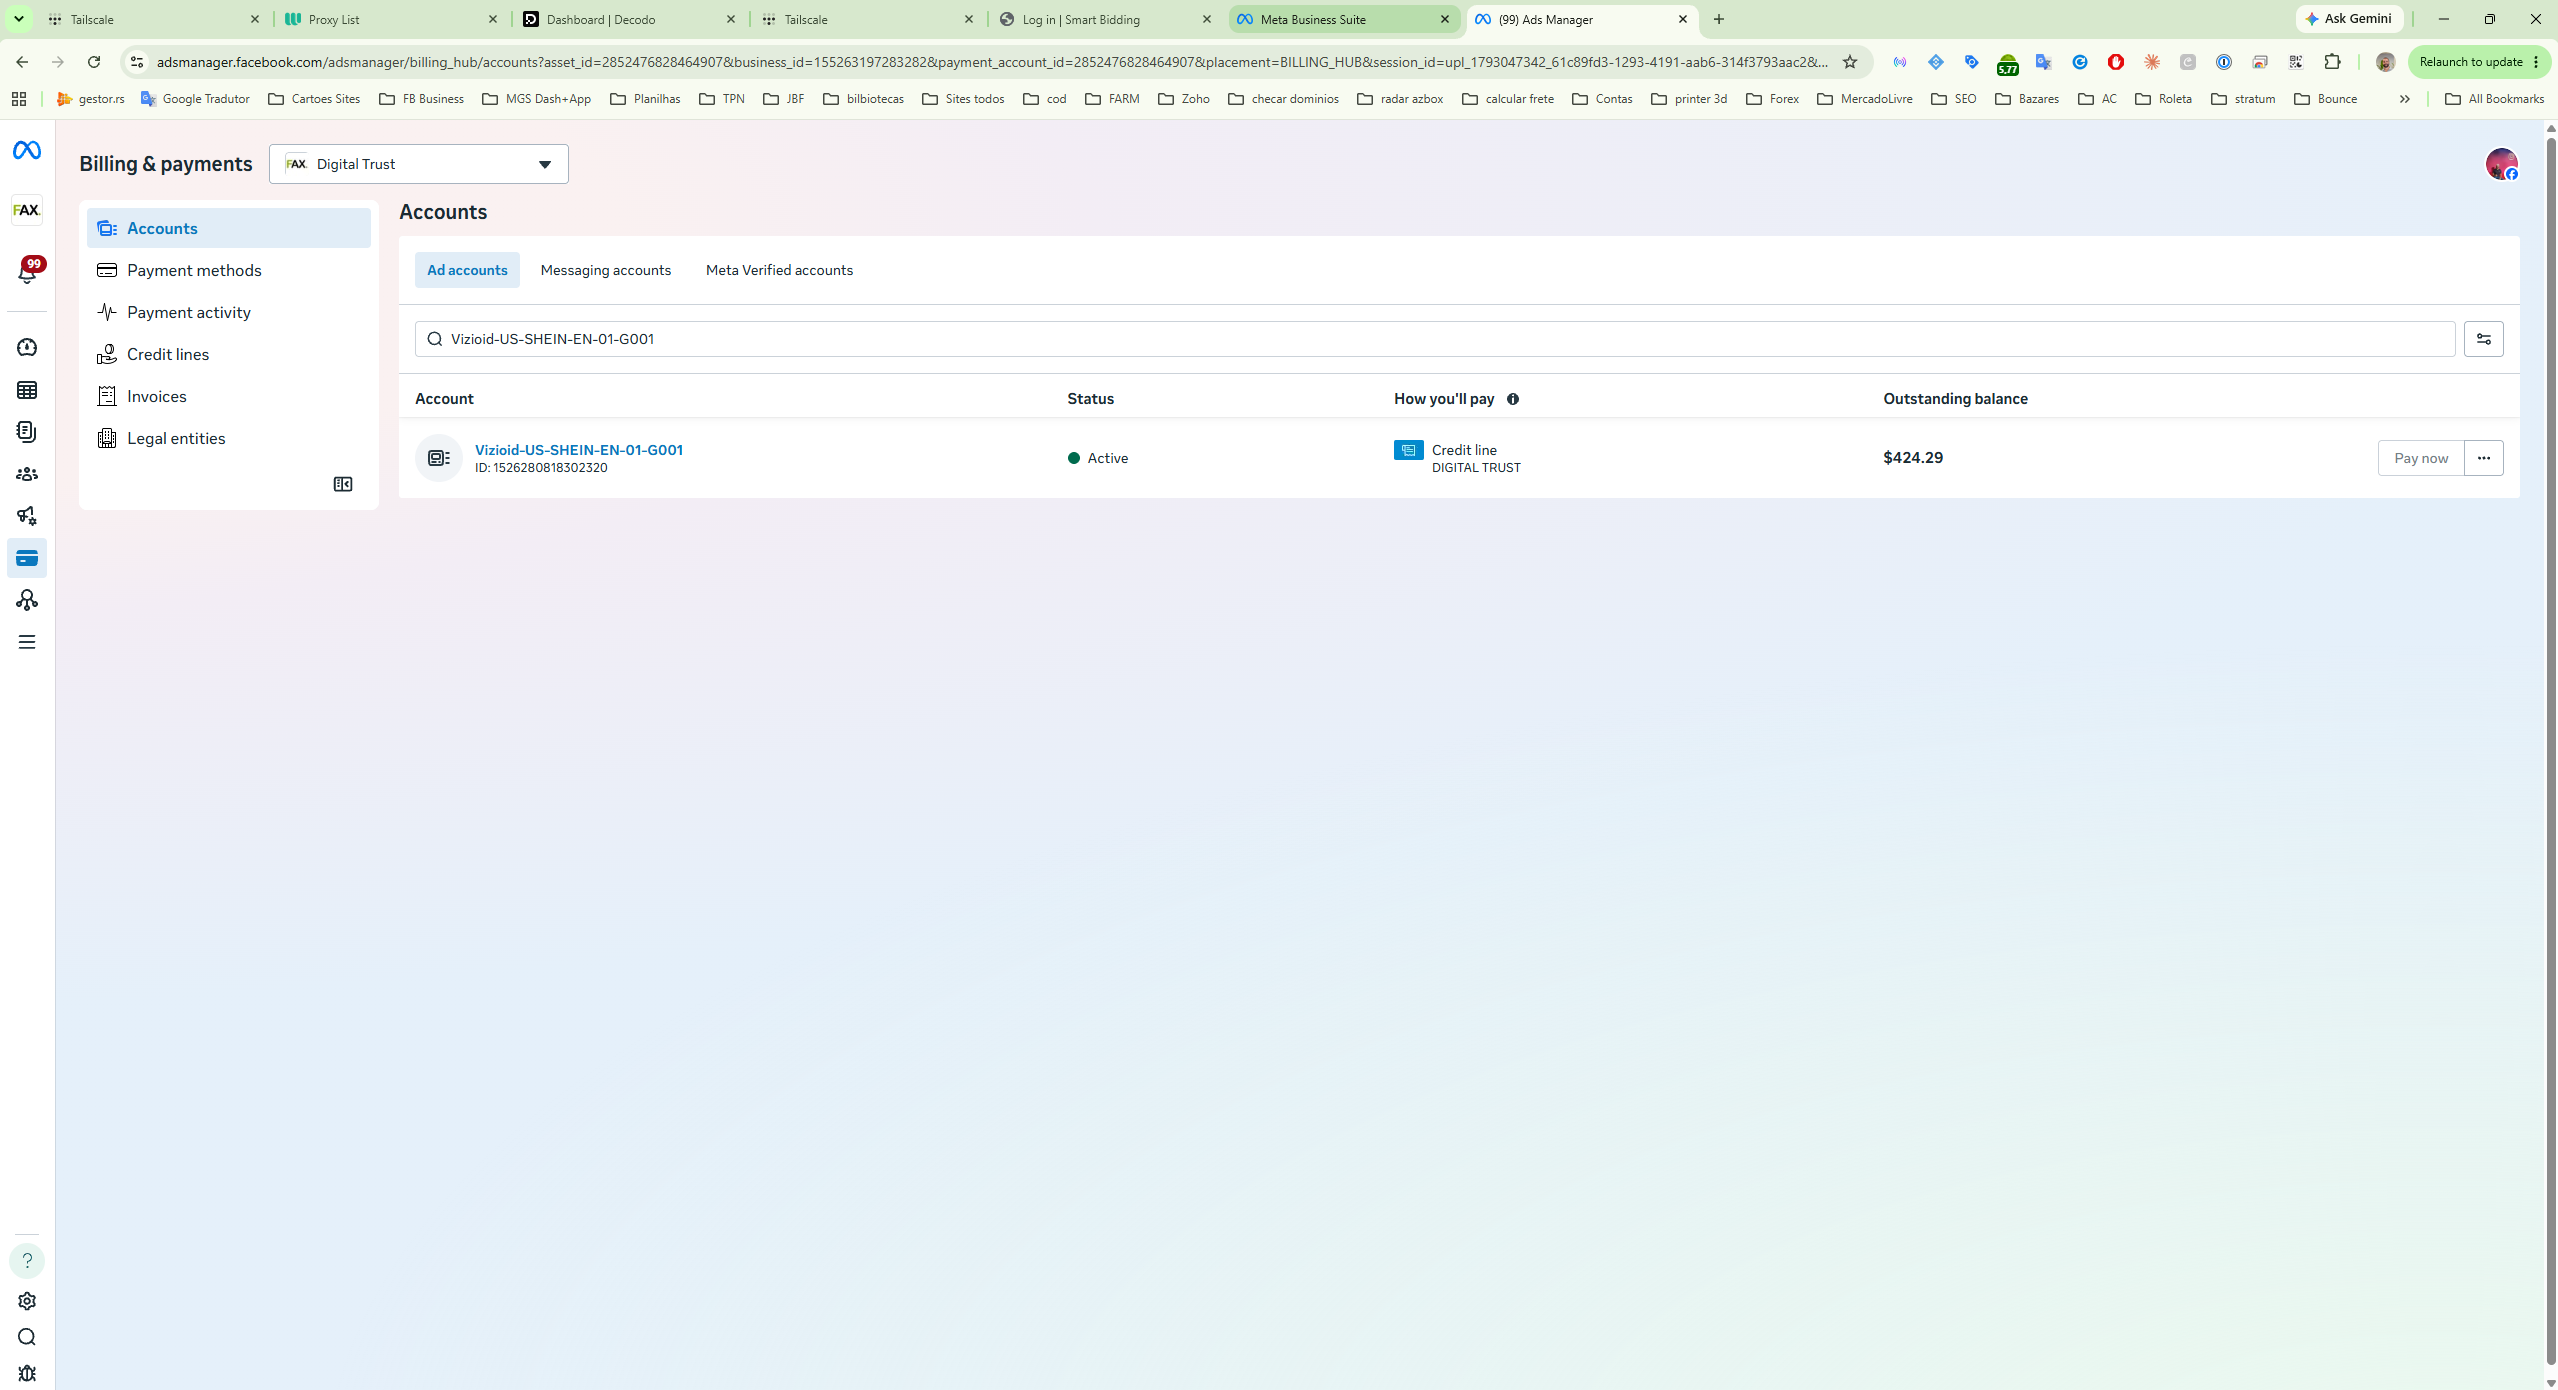 Tailscale
Proxy List
Dashboard | Decodo
Tailscale
Log in | Smart Bidding
Meta Business Suite
(99) Ads Manager
Ask Gemini
adsmanager.facebook.com/adsmanager/billing_hub/accounts?asset_id=2852476828464907&business_id=155263197283282&payment_account_id=2852476828464907&placement=BILLING_HUB&session_id=upl_1793047342_61c89fd3-1293-4191-aab6-314f3793aac2&...
5,77
Relaunch to update
gestor.rs
Google Tradutor
Cartoes Sites
FB Business
MGS Dash+App
Planilhas
TPN
JBF
bilbiotecas
Sites todos
cod
FARM
Zoho
checar dominios
radar azbox
calcular frete
Contas
printer 3d
Forex
MercadoLivre
SEO
Bazares
AC
Roleta
stratum
Bounce
All Bookmarks
Billing & payments
FAX.
Digital Trust
FAX.
99
Accounts
Payment methods
Payment activity
Credit lines
Invoices
Legal entities
Accounts
Ad accounts
Messaging accounts
Meta Verified accounts
Vizioid-US-SHEIN-EN-01-G001
Account
Status
How you'll pay
Outstanding balance
Vizioid-US-SHEIN-EN-01-G001
ID: 1526280818302320
Active
Credit line
DIGITAL TRUST
$424.29
Pay now